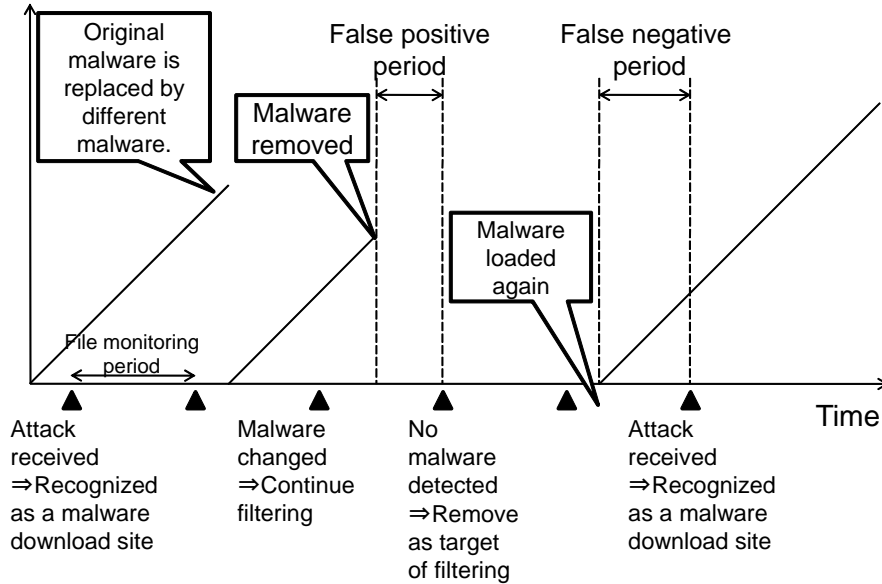 Original
malware is
replaced by
different
malware.
Malware
removed
False positive
period
False negative
period
Malware
loaded
again
File monitoring
period
Time
Attack
received
⇒Recognized
as a malware
download site
Malware
changed
⇒Continue
filtering
No
malware
detected
⇒Remove
as target
of filtering
Attack
received
⇒Recognized
as a malware
download site